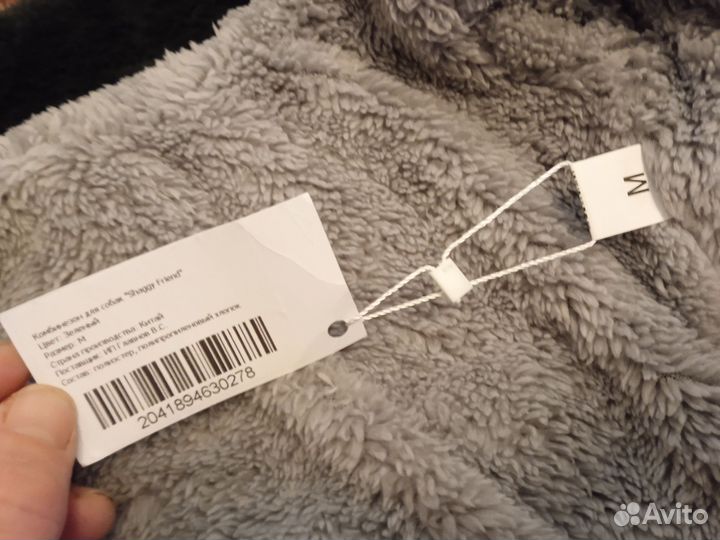 Комбинезон для собак "Shaggy Friend"
Цвет: Зеленый
Размер: M
Страна производства: Китай
Поставщик: ИП Главнов В.С.
Состав: полиэстер, полипропиленовый хлопок
2041894630278
M
Avito